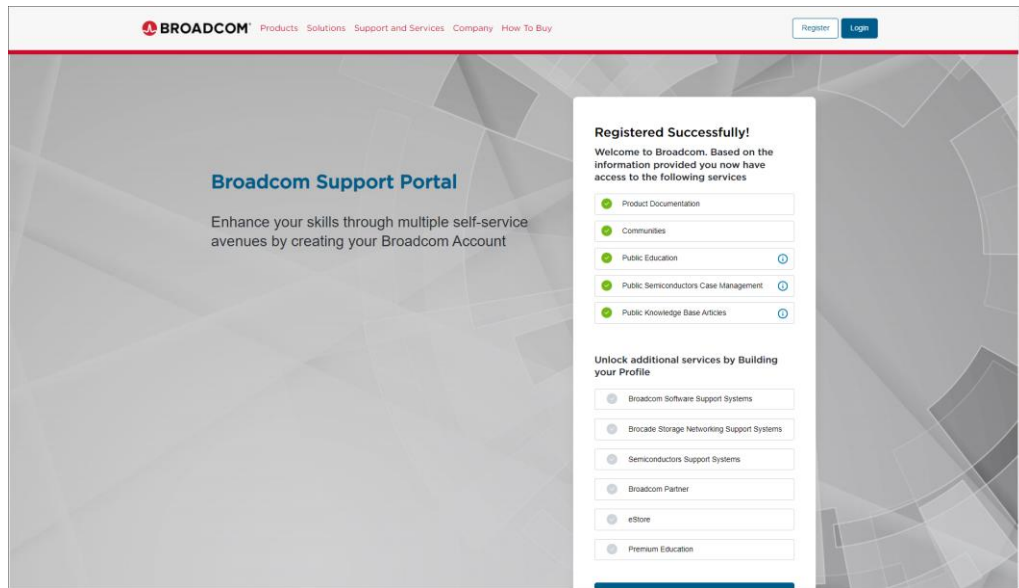 BROADCOM Products Solutions Support and Services Company How To Buy Register Login
Broadcom Support Portal
Enhance your skills through multiple self-service
avenues by creating your Broadcom Account
Registered Successfully!
Welcome to Broadcom. Based on the
information provided you now have
access to the following services
Product Documentation
Communities
Public Education
Public Semiconductors Case Management
Public Knowledge Base Articles
Unlock additional services by Building
your Profile
Broadcom Software Support Systems
Brocade Storage Networking Support Systems
Semiconductors Support Systems
Broadcom Partner
eStore
Premium Education